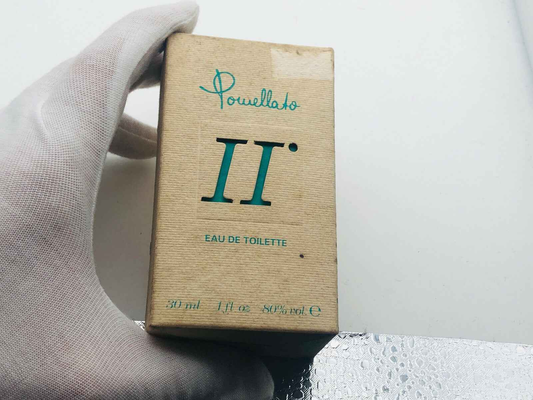 Pomellato
II°
EAU DE TOILETTE
30 ml 1 fl oz 80% vol. ℮